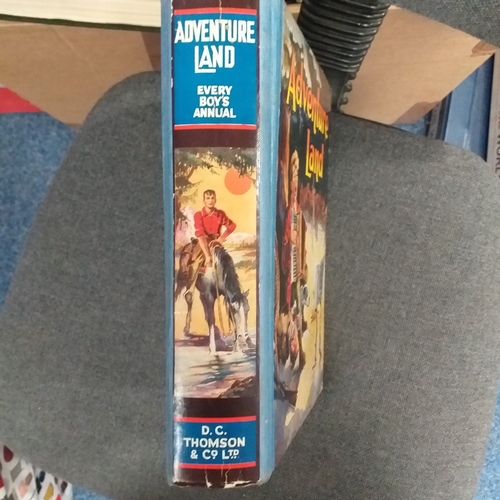 ADVENTURE
LAND
EVERY
BOY'S
ANNUAL
D. C.
THOMSON
& CO LTD
Adventure
Land